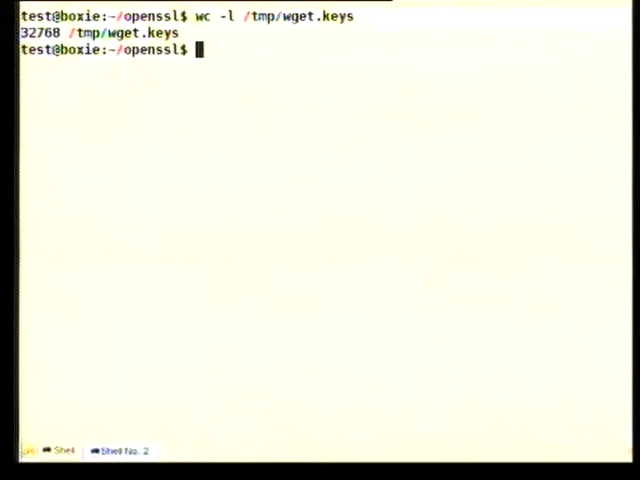 test@boxie:~/openssl$ wc -l /tmp/wget.keys
32768 /tmp/wget.keys
test@boxie:~/openssl$
Shell
Shell No. 2